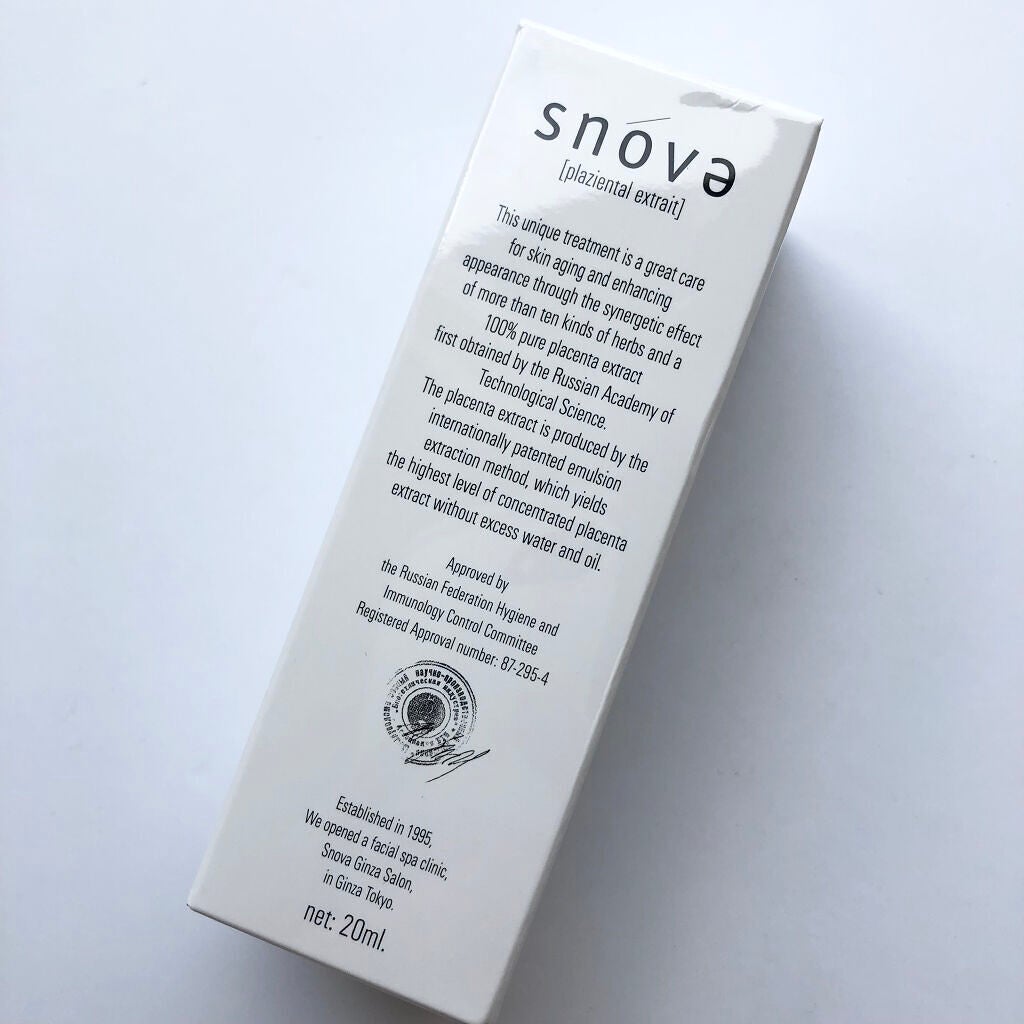 snóvə
[plaziental extrait]
This unique treatment is a great care
for skin aging and enhancing
appearance through the synergetic effect
of more than ten kinds of herbs and a
100% pure placenta extract
first obtained by the Russian Academy of
Technological Science.
The placenta extract is produced by the
internationally patented emulsion
extraction method, which yields
the highest level of concentrated placenta
extract without excess water and oil.
Approved by
the Russian Federation Hygiene and
Immunology Control Committee
Registered Approval number: 87-295-4
научно-производственный
"Биотехническая индустрия"
Established in 1995,
We opened a facial spa clinic,
Snova Ginza Salon,
in Ginza Tokyo.
net: 20ml.